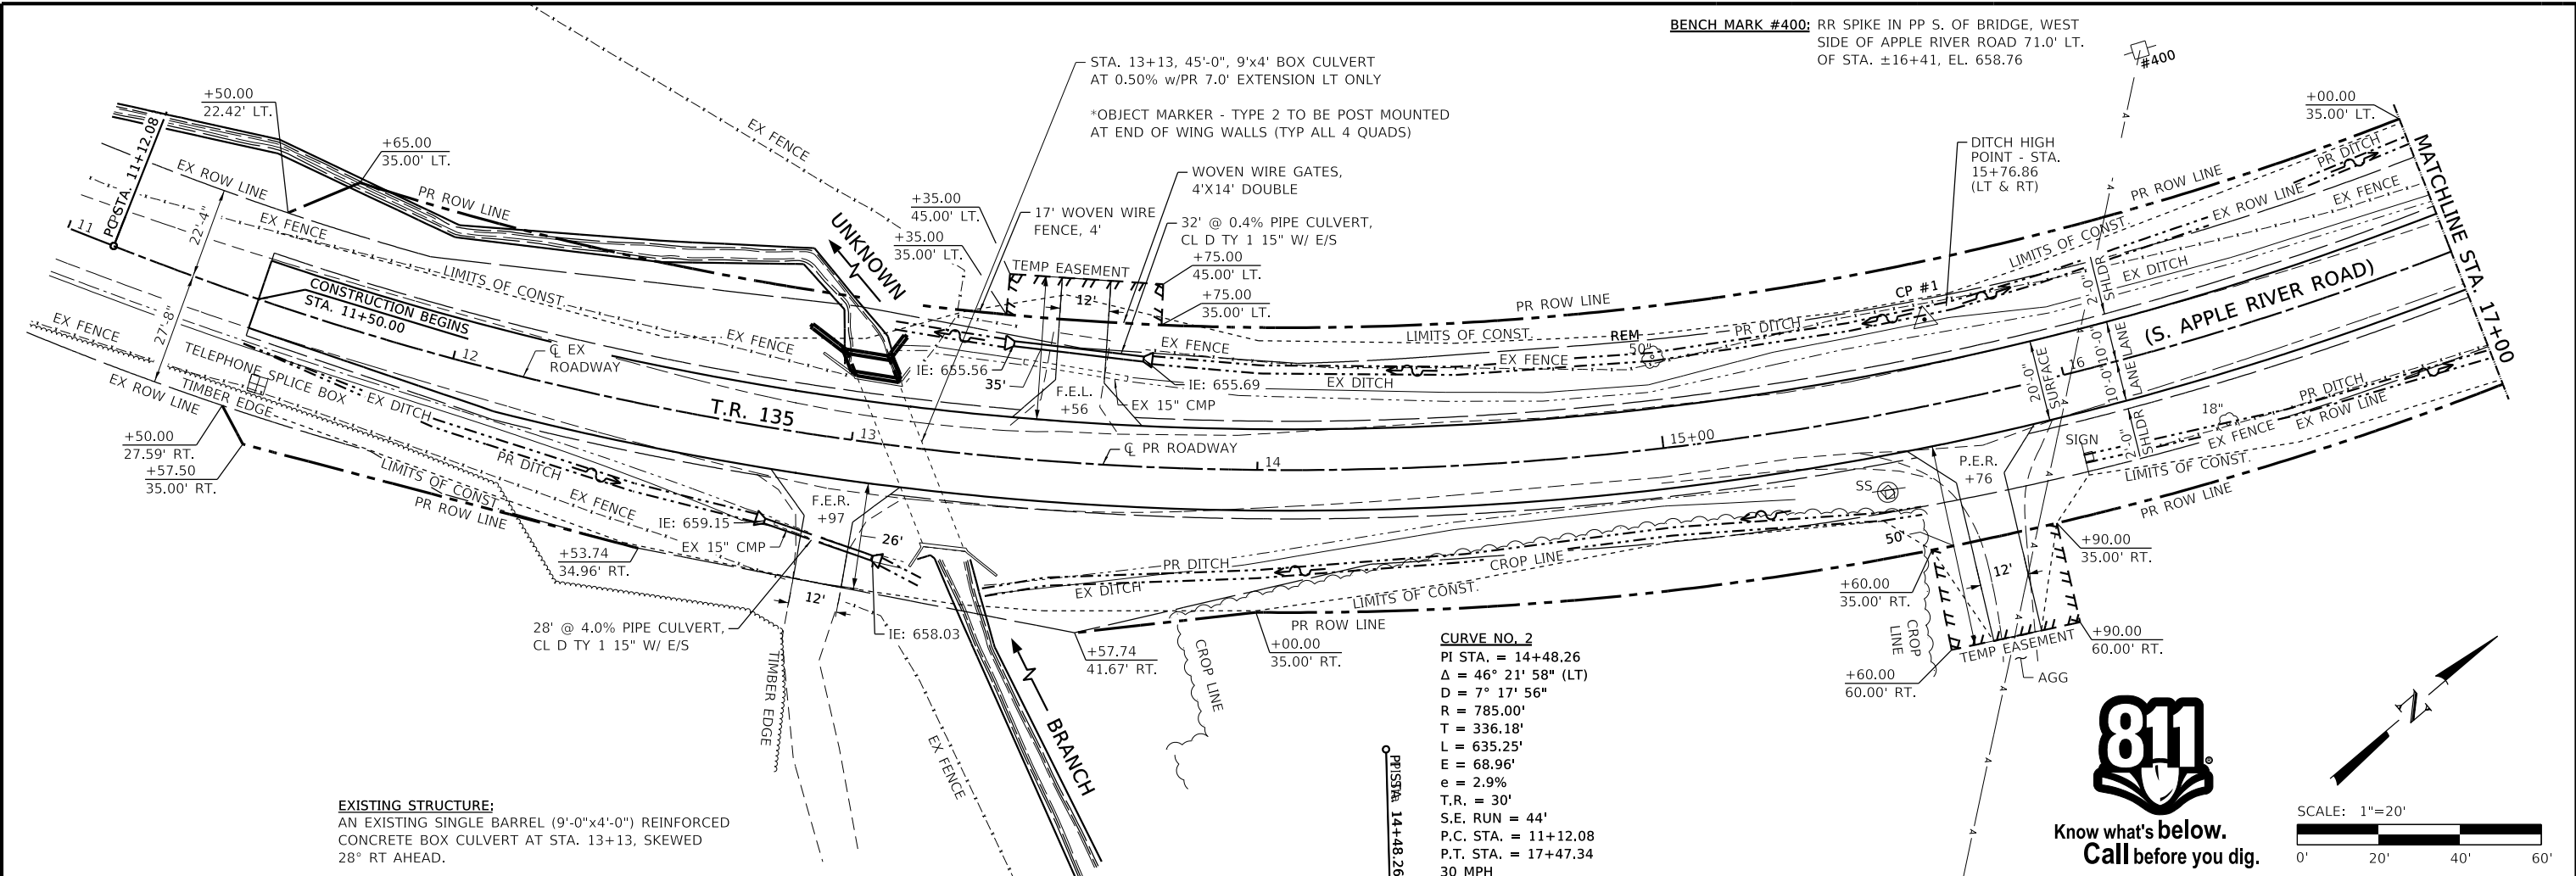 BENCH MARK #400: RR SPIKE IN PP S. OF BRIDGE, WEST
SIDE OF APPLE RIVER ROAD 71.0' LT.
OF STA. ±16+41, EL. 658.76
#400
STA. 13+13, 45'-0", 9'x4' BOX CULVERT
AT 0.50% w/PR 7.0' EXTENSION LT ONLY
*OBJECT MARKER - TYPE 2 TO BE POST MOUNTED
AT END OF WING WALLS (TYP ALL 4 QUADS)
+50.00
22.42' LT.
+65.00
35.00' LT.
EX FENCE
+00.00
35.00' LT.
DITCH HIGH
POINT - STA.
15+76.86
(LT & RT)
WOVEN WIRE GATES,
4'X14' DOUBLE
+35.00
45.00' LT.
17' WOVEN WIRE
FENCE, 4'
32' @ 0.4% PIPE CULVERT,
CL D TY 1 15" W/ E/S
+35.00
35.00' LT.
+75.00
45.00' LT.
+75.00
35.00' LT.
TEMP EASEMENT
12'
UNKNOWN
STA. 11+12.08
11
EX ROW LINE
PR ROW LINE
EX FENCE
22'-4"
27'-8"
LIMITS OF CONST.
CONSTRUCTION BEGINS
STA. 11+50.00
EX FENCE
EX FENCE
TELEPHONE SPLICE BOX
TIMBER EDGE
EX ROW LINE
EX DITCH
12
℄ EX
ROADWAY
T.R. 135
13
IE: 655.56
35'
F.E.L.
+56
EX 15" CMP
IE: 655.69
EX FENCE
EX DITCH
EX FENCE
LIMITS OF CONST.
PR ROW LINE
REM
50"
PR DITCH
CP #1
LIMITS OF CONST.
PR ROW LINE
EX ROW LINE
PR DITCH
EX FENCE
EX DITCH
MATCHLINE STA. 17+00
(S. APPLE RIVER ROAD)
SHLDR
2'-0"
LANE
10'-0"
LANE
10'-0"
SHLDR
2'-0"
20'-0"
SURFACE
16
15+00
14
℄ PR ROADWAY
SIGN
18"
PR DITCH
EX FENCE
EX ROW LINE
LIMITS OF CONST.
PR ROW LINE
SS
P.E.R.
+76
50'
12'
+90.00
35.00' RT.
+90.00
60.00' RT.
+60.00
35.00' RT.
+60.00
60.00' RT.
TEMP EASEMENT
AGG
CROP LINE
CROP LINE
LIMITS OF CONST.
PR DITCH
EX DITCH
PR ROW LINE
+00.00
35.00' RT.
CROP LINE
+57.74
41.67' RT.
BRANCH
+50.00
27.59' RT.
+57.50
35.00' RT.
PR DITCH
EX FENCE
LIMITS OF CONST
PR ROW LINE
+53.74
34.96' RT.
IE: 659.15
EX 15" CMP
F.E.R.
+97
26'
12'
IE: 658.03
28' @ 4.0% PIPE CULVERT,
CL D TY 1 15" W/ E/S
TIMBER EDGE
EX FENCE
EXISTING STRUCTURE:
AN EXISTING SINGLE BARREL (9'-0"x4'-0") REINFORCED
CONCRETE BOX CULVERT AT STA. 13+13, SKEWED
28° RT AHEAD.
14+48.26
CURVE NO. 2
PI STA. = 14+48.26
Δ = 46° 21' 58" (LT)
D = 7° 17' 56"
R = 785.00'
T = 336.18'
L = 635.25'
E = 68.96'
e = 2.9%
T.R. = 30'
S.E. RUN = 44'
P.C. STA. = 11+12.08
P.T. STA. = 17+47.34
30 MPH
811
Know what's below.
Call before you dig.
N
SCALE: 1"=20'
0' 20' 40' 60'